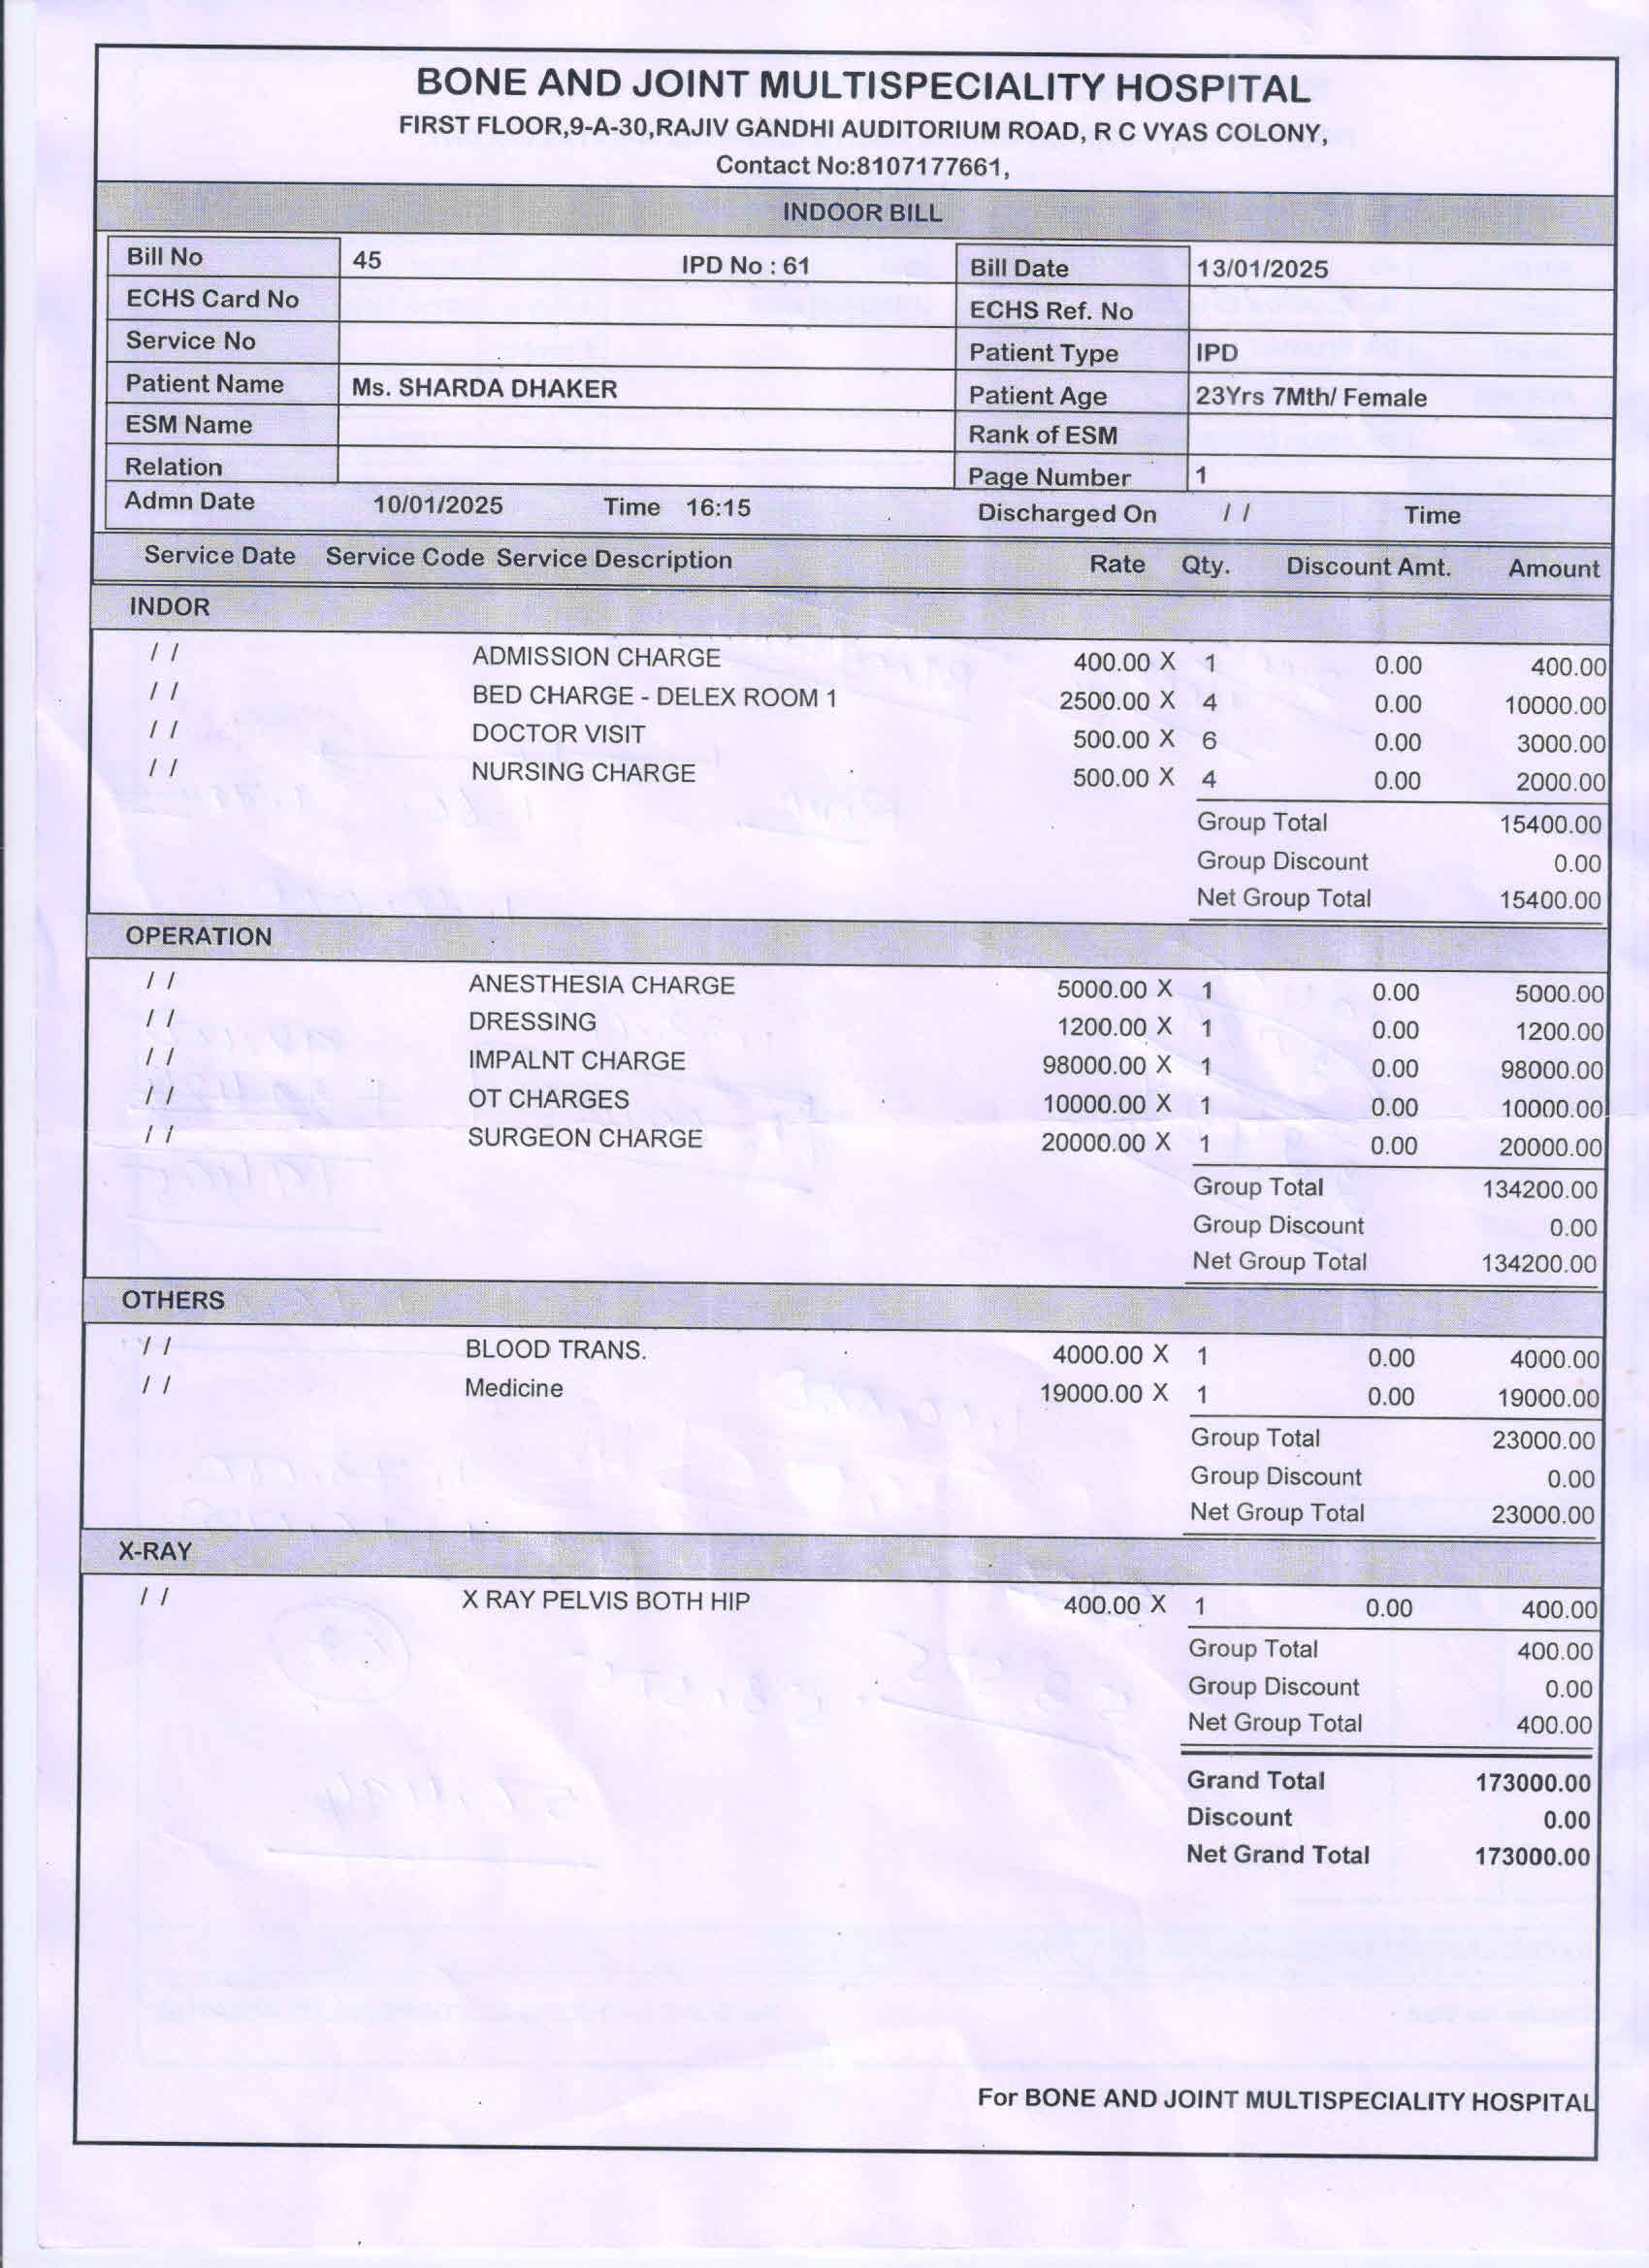 BONE AND JOINT MULTISPECIALITY HOSPITAL
FIRST FLOOR,9-A-30,RAJIV GANDHI AUDITORIUM ROAD, R C VYAS COLONY,
Contact No:8107177661,
INDOOR BILL
Bill No 45 IPD No : 61 Bill Date 13/01/2025
ECHS Card No ECHS Ref. No
Service No Patient Type IPD
Patient Name Ms. SHARDA DHAKER Patient Age 23Yrs 7Mth/ Female
ESM Name Rank of ESM
Relation Page Number 1
Admn Date 10/01/2025 Time 16:15 Discharged On / / Time
Service Date Service Code Service Description Rate Qty. Discount Amt. Amount
INDOR
/ / ADMISSION CHARGE 400.00 X 1 0.00 400.00
/ / BED CHARGE - DELEX ROOM 1 2500.00 X 4 0.00 10000.00
/ / DOCTOR VISIT 500.00 X 6 0.00 3000.00
/ / NURSING CHARGE 500.00 X 4 0.00 2000.00
Group Total 15400.00
Group Discount 0.00
Net Group Total 15400.00
OPERATION
/ / ANESTHESIA CHARGE 5000.00 X 1 0.00 5000.00
/ / DRESSING 1200.00 X 1 0.00 1200.00
/ / IMPALNT CHARGE 98000.00 X 1 0.00 98000.00
/ / OT CHARGES 10000.00 X 1 0.00 10000.00
/ / SURGEON CHARGE 20000.00 X 1 0.00 20000.00
Group Total 134200.00
Group Discount 0.00
Net Group Total 134200.00
OTHERS
/ / BLOOD TRANS. 4000.00 X 1 0.00 4000.00
/ / Medicine 19000.00 X 1 0.00 19000.00
Group Total 23000.00
Group Discount 0.00
Net Group Total 23000.00
X-RAY
/ / X RAY PELVIS BOTH HIP 400.00 X 1 0.00 400.00
Group Total 400.00
Group Discount 0.00
Net Group Total 400.00
Grand Total 173000.00
Discount 0.00
Net Grand Total 173000.00
For BONE AND JOINT MULTISPECIALITY HOSPITAL